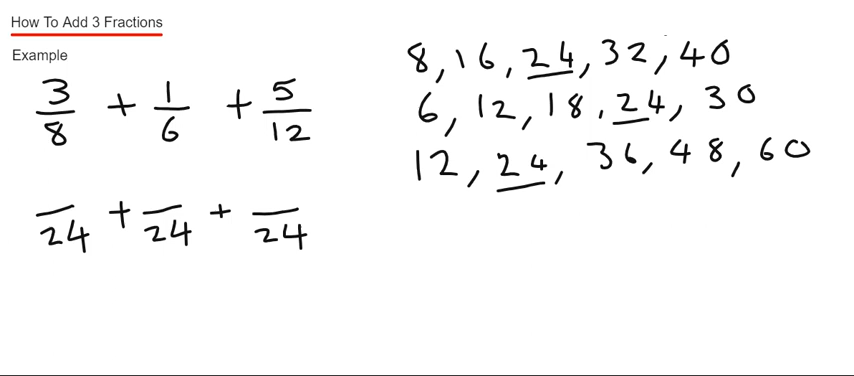 How To Add 3 Fractions
Example
3/8 + 1/6 + 5/12
/24 + /24 + /24
8, 16, 24, 32, 40
6, 12, 18, 24, 30
12, 24, 36, 48, 60